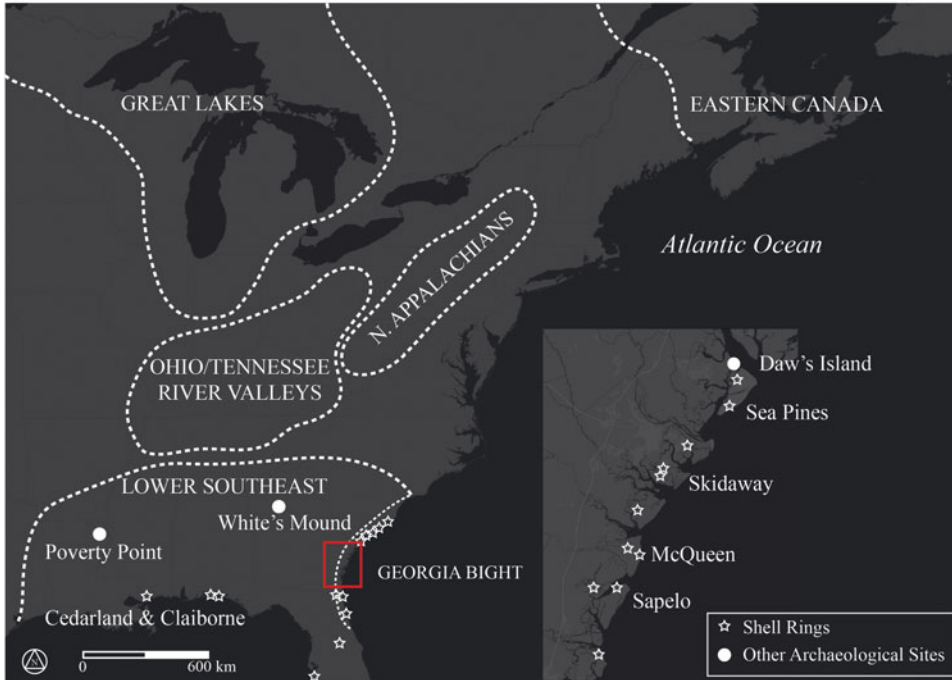 GREAT LAKES
EASTERN CANADA
N. APPALACHIANS
Atlantic Ocean
OHIO/TENNESSEE
RIVER VALLEYS
LOWER SOUTHEAST
White's Mound
Poverty Point
GEORGIA BIGHT
Cedarland & Claiborne
N
0 600 km
Daw's Island
Sea Pines
Skidaway
McQueen
Sapelo
Shell Rings
Other Archaeological Sites